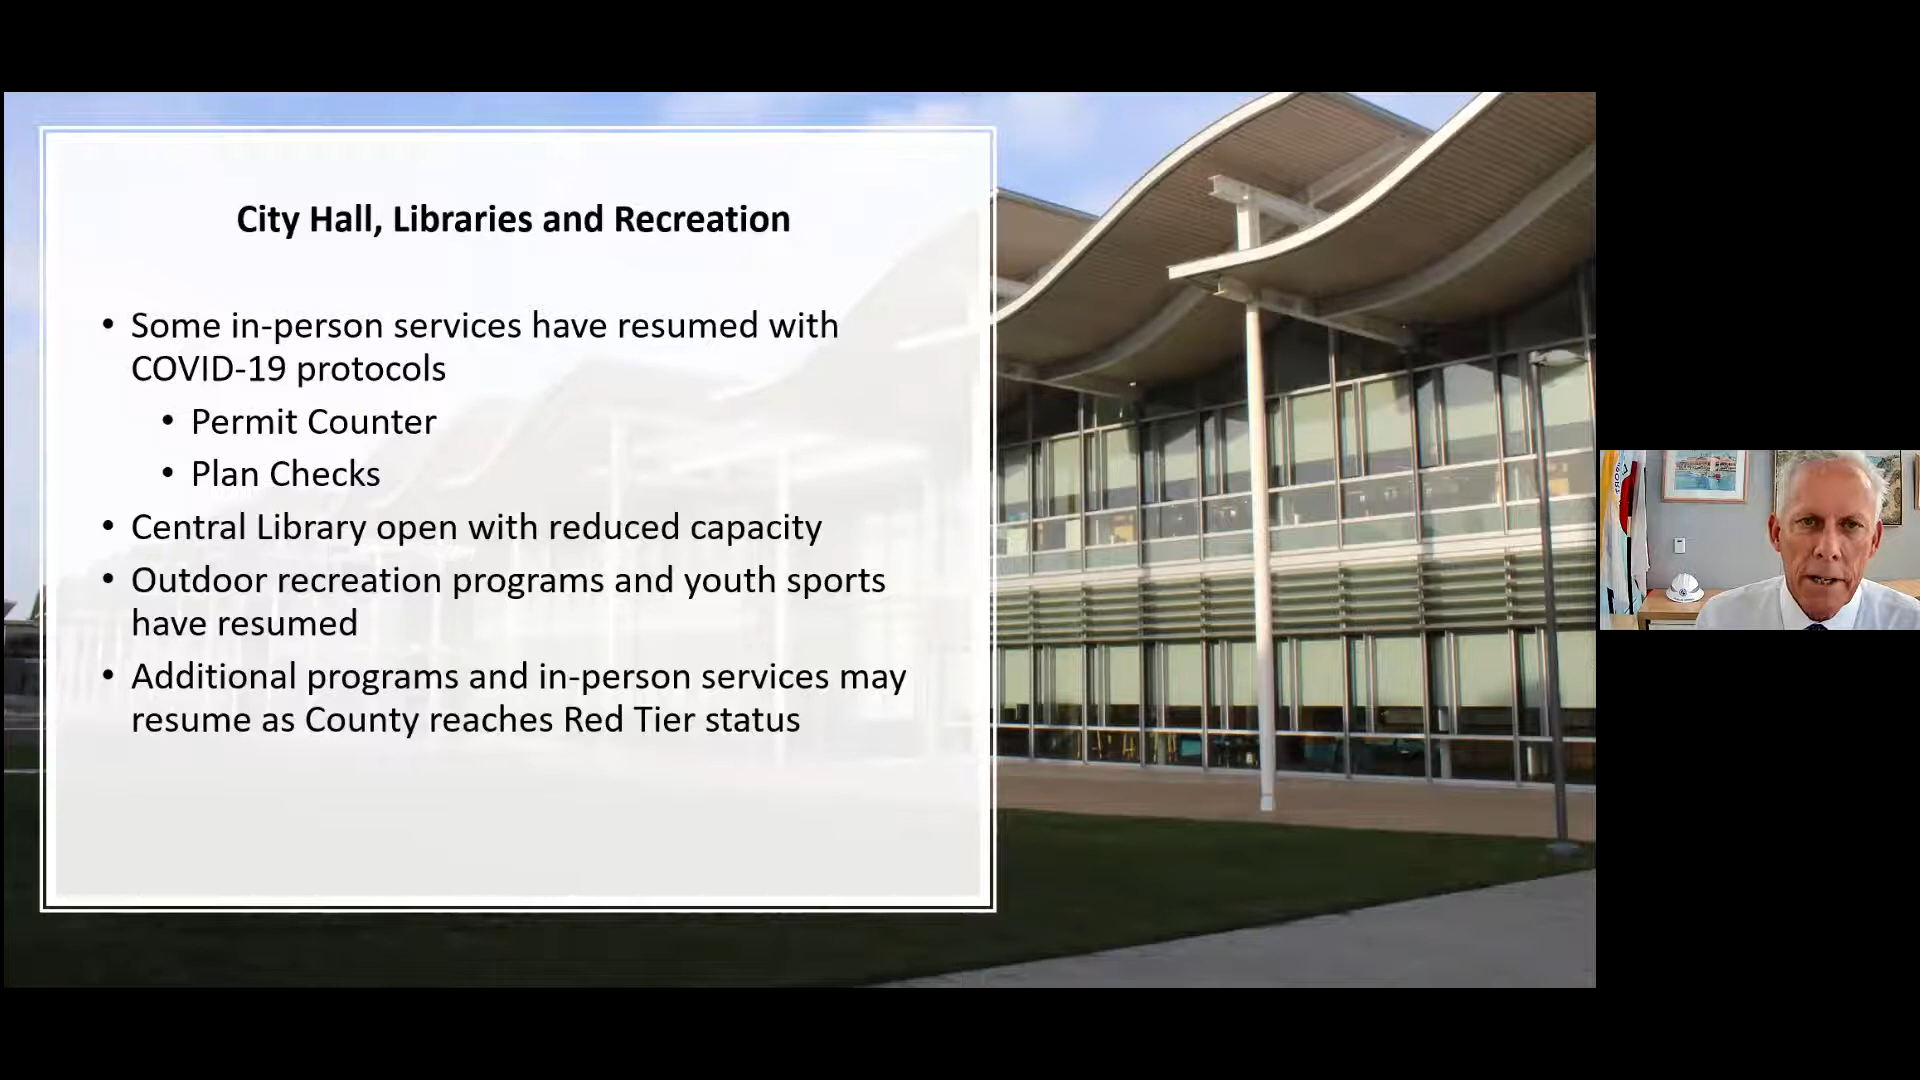 City Hall, Libraries and Recreation
• Some in-person services have resumed with
COVID-19 protocols
• Permit Counter
• Plan Checks
• Central Library open with reduced capacity
• Outdoor recreation programs and youth sports
have resumed
• Additional programs and in-person services may
resume as County reaches Red Tier status